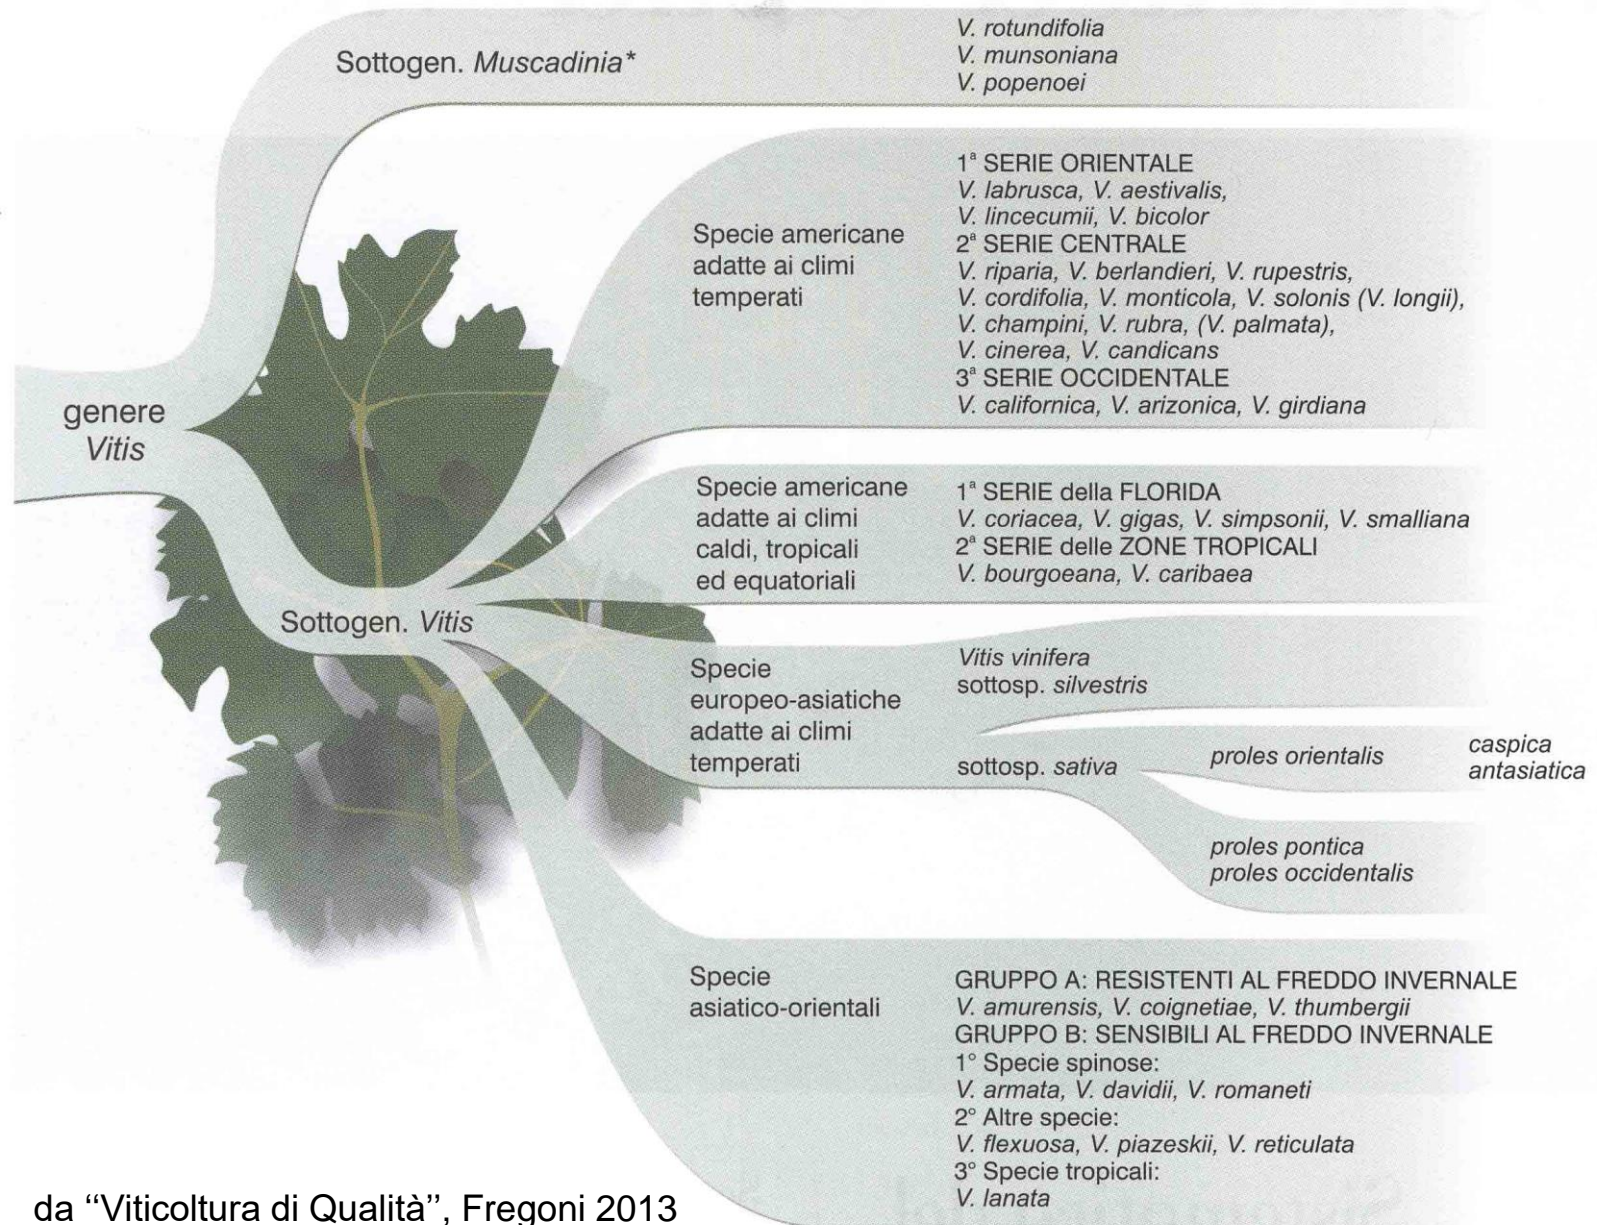 Sottogen. Muscadinia*
V. rotundifolia
V. munsoniana
V. popenoei
genere
Vitis
Sottogen. Vitis
Specie americane
adatte ai climi
temperati
1ª SERIE ORIENTALE
V. labrusca, V. aestivalis,
V. lincecumii, V. bicolor
2ª SERIE CENTRALE
V. riparia, V. berlandieri, V. rupestris,
V. cordifolia, V. monticola, V. solonis (V. longii),
V. champini, V. rubra, (V. palmata),
V. cinerea, V. candicans
3ª SERIE OCCIDENTALE
V. californica, V. arizonica, V. girdiana
Specie americane
adatte ai climi
caldi, tropicali
ed equatoriali
1ª SERIE della FLORIDA
V. coriacea, V. gigas, V. simpsonii, V. smalliana
2ª SERIE delle ZONE TROPICALI
V. bourgoeana, V. caribaea
Specie
europeo-asiatiche
adatte ai climi
temperati
Vitis vinifera
sottosp. silvestris
sottosp. sativa
proles orientalis
caspica
antasiatica
proles pontica
proles occidentalis
Specie
asiatico-orientali
GRUPPO A: RESISTENTI AL FREDDO INVERNALE
V. amurensis, V. coignetiae, V. thumbergii
GRUPPO B: SENSIBILI AL FREDDO INVERNALE
1° Specie spinose:
V. armata, V. davidii, V. romaneti
2° Altre specie:
V. flexuosa, V. piazeskii, V. reticulata
3° Specie tropicali:
V. lanata
da ‘‘Viticoltura di Qualità’’, Fregoni 2013